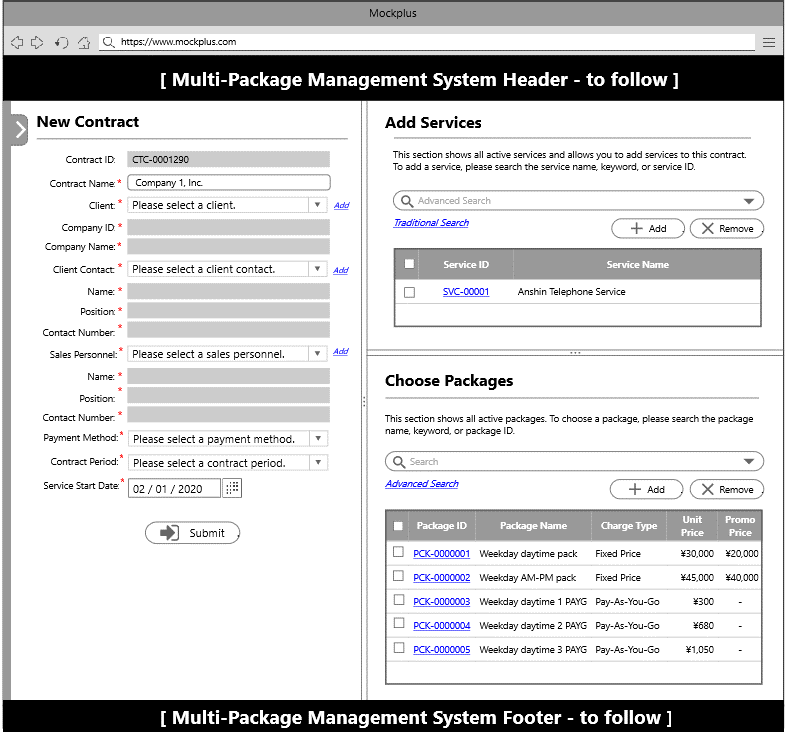 Mockplus
https://www.mockplus.com
[ Multi-Package Management System Header - to follow ]
New Contract
Contract ID: CTC-0001290
Contract Name: * Company 1, Inc.
Client: * Please select a client. Add
Company ID: *
Company Name: *
Client Contact: * Please select a client contact. Add
Name: *
Position: *
Contact Number: *
Sales Personnel: * Please select a sales personnel. Add
Name: *
Position: *
Contact Number: *
Payment Method: * Please select a payment method.
Contract Period: * Please select a contract period.
Service Start Date: * 02 / 01 / 2020
Submit
Add Services
This section shows all active services and allows you to add services to this contract.
To add a service, please search the service name, keyword, or service ID.
Advanced Search
Traditional Search
Add Remove
Service ID Service Name
SVC-00001 Anshin Telephone Service
Choose Packages
This section shows all active packages. To choose a package, please search the package
name, keyword, or package ID.
Search
Advanced Search
Add Remove
Package ID Package Name Charge Type Unit Price Promo Price
PCK-0000001 Weekday daytime pack Fixed Price ¥30,000 ¥20,000
PCK-0000002 Weekday AM-PM pack Fixed Price ¥45,000 ¥40,000
PCK-0000003 Weekday daytime 1 PAYG Pay-As-You-Go ¥300 -
PCK-0000004 Weekday daytime 2 PAYG Pay-As-You-Go ¥680 -
PCK-0000005 Weekday daytime 3 PAYG Pay-As-You-Go ¥1,050 -
[ Multi-Package Management System Footer - to follow ]